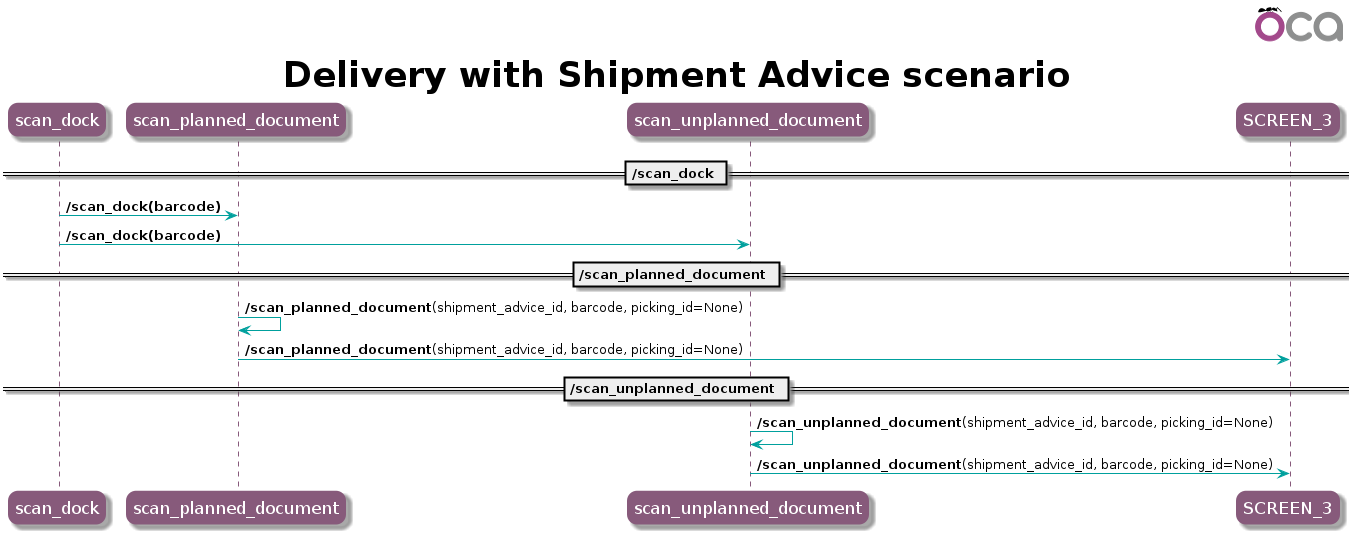 oca
Delivery with Shipment Advice scenario
scan_dock scan_planned_document scan_unplanned_document SCREEN_3
/scan_dock
/scan_dock(barcode)
/scan_dock(barcode)
/scan_planned_document
/scan_planned_document(shipment_advice_id, barcode, picking_id=None)
/scan_planned_document(shipment_advice_id, barcode, picking_id=None)
/scan_unplanned_document
/scan_unplanned_document(shipment_advice_id, barcode, picking_id=None)
/scan_unplanned_document(shipment_advice_id, barcode, picking_id=None)
scan_dock scan_planned_document scan_unplanned_document SCREEN_3